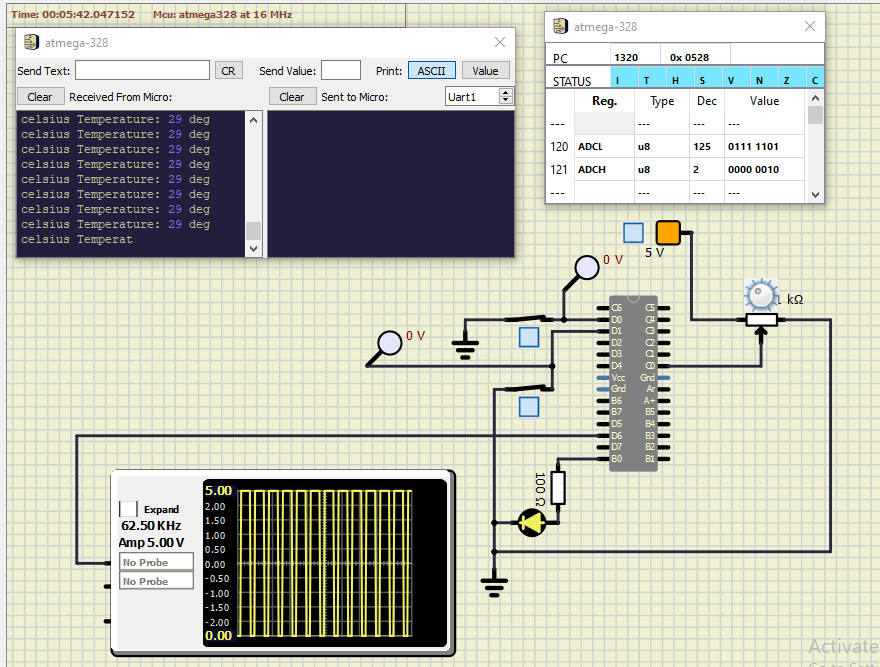 Time: 00:05:42.047152 Mcu: atmega328 at 16 MHz
atmega-328
Send Text: CR Send Value: Print: ASCII Value
Clear Received From Micro: Clear Sent to Micro: Uart1
celsius Temperature: 29 deg
celsius Temperature: 29 deg
celsius Temperature: 29 deg
celsius Temperature: 29 deg
celsius Temperature: 29 deg
celsius Temperature: 29 deg
celsius Temperature: 29 deg
celsius Temperature: 29 deg
celsius Temperat
atmega-328
PC 1320 0x 0528
STATUS I T H S V N Z C
Reg. Type Dec Value
--- --- --- ---
120 ADCL u8 125 0111 1101
121 ADCH u8 2 0000 0010
--- --- --- ---
5 V
0 V
0 V
kΩ
C6 C5
D0 C4
D1 C3
D2 C2
D3 C1
D4 C0
Vcc Gnd
Gnd Ar
B6 A+
B7 B5
D5 B4
D6 B3
D7 B2
B0 B1
100 Ω
Expand
62.50 KHz
Amp 5.00 V
No Probe
No Probe
5.00
2.00
1.50
1.00
0.50
0.00
-0.50
-1.00
-1.50
-2.00
0.00
Activate